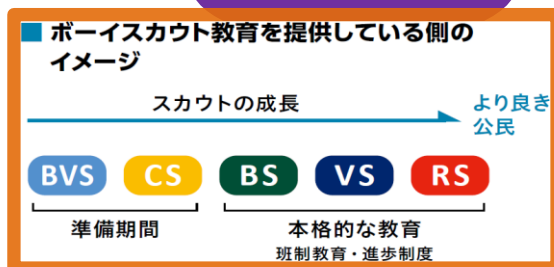 ■ ボーイスカウト教育を提供している側の
イメージ
スカウトの成長
より良き
公民
BVS CS BS VS RS
準備期間 本格的な教育
班制教育・進歩制度